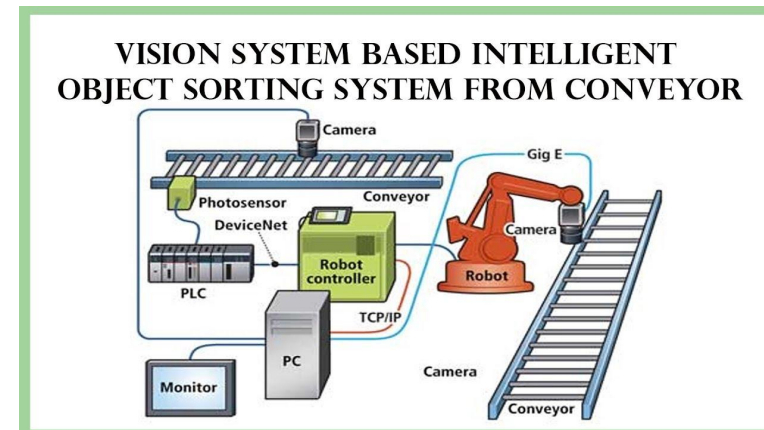 VISION SYSTEM BASED INTELLIGENT
OBJECT SORTING SYSTEM FROM CONVEYOR
Camera
Gig E
Photosensor
Conveyor
DeviceNet
Camera
Robot
controller
Robot
PLC
TCP/IP
PC
Camera
Monitor
Conveyor